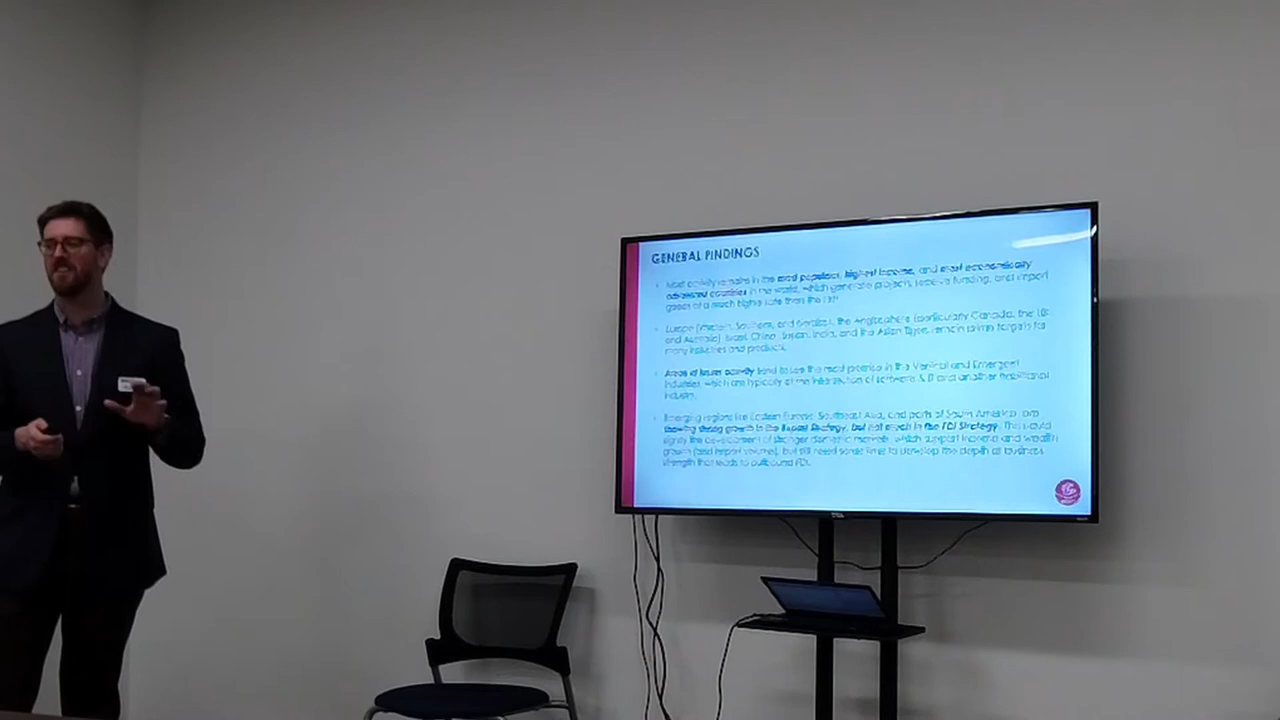 GENERAL FINDINGS
Most activity remains in the most populous, highest income, and most economically
advanced countries in the world, which generate projects, receive funding, and import
goods at a much higher rate than the
Europe (Western, Southern, and Nordics), the Anglosphere (particularly Canada, the UK
and Australia), Israel, China, Japan, India, and the Asian Tigers remain prime targets for
many industries and products.
Areas of future activity tend to see the most promise in the Vertical and Emergent
Industries, which are typically at the intersection of software & IT and another traditional
industry.
Emerging regions like Eastern Europe, Southeast Asia, and parts of South America are
showing strong growth in the Export Strategy, but not much in the FDI Strategy. This would
signify the development of stronger domestic markets, which support income and wealth
growth (and import volume), but still need some time to develop the depth of business
strength that leads to outbound FDI.
TCL